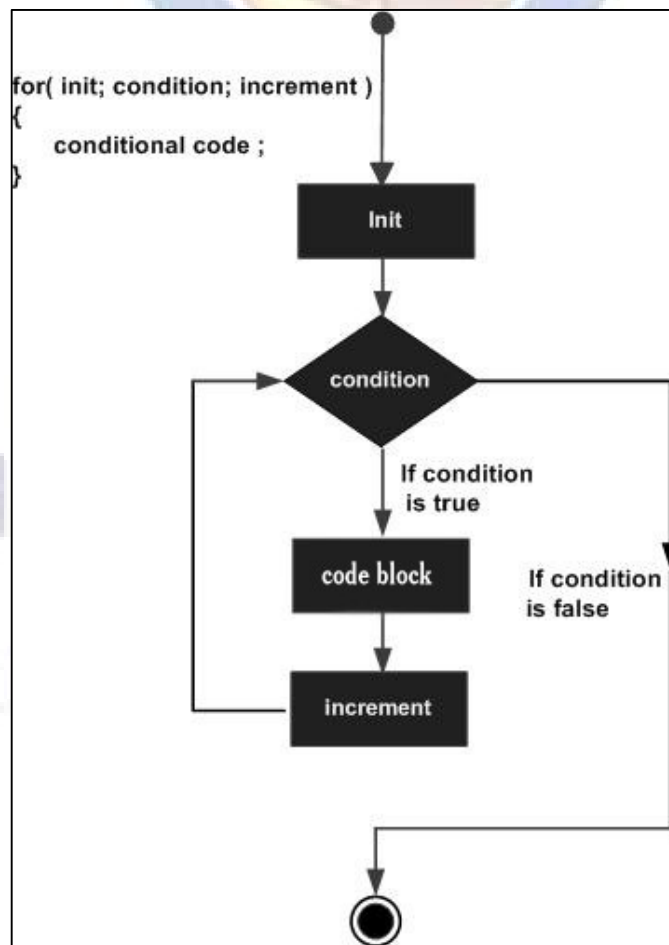 for( init; condition; increment )
{
conditional code ;
}
Init
condition
If condition
is true
code block
If condition
is false
increment